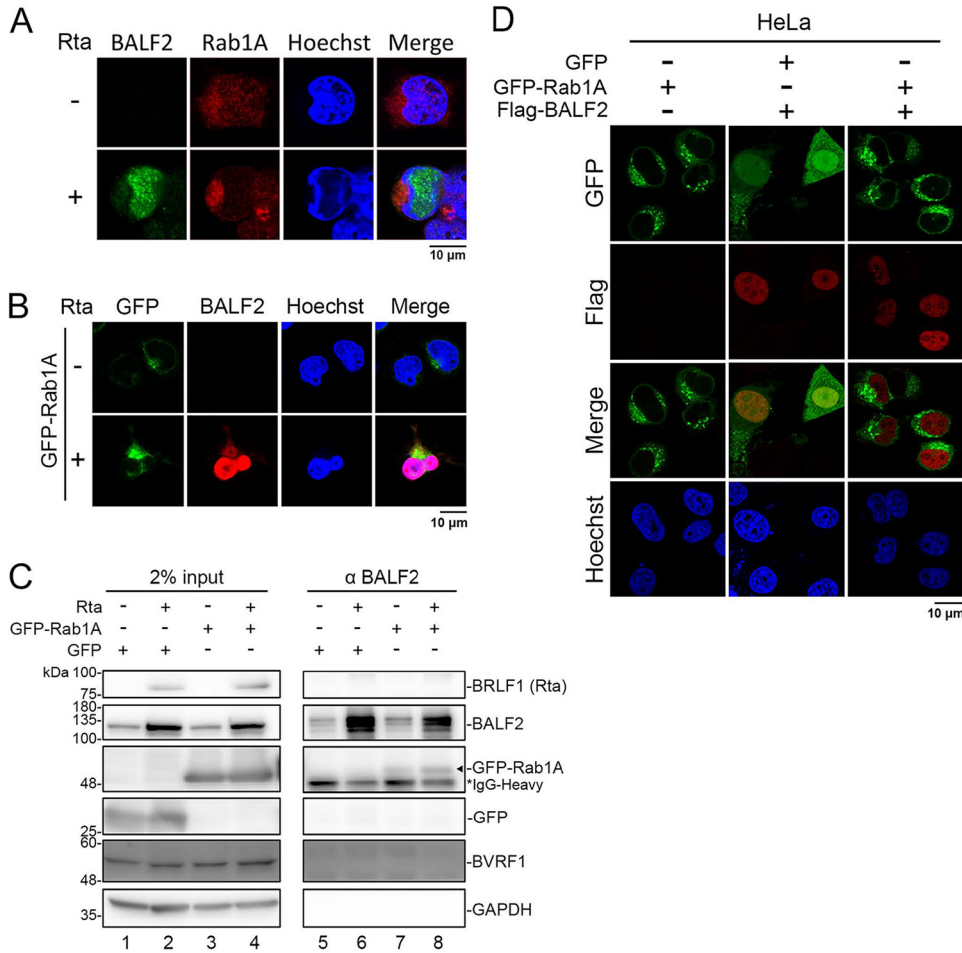 A
Rta BALF2 Rab1A Hoechst Merge
-
+
10 μm
B
Rta GFP BALF2 Hoechst Merge
GFP-Rab1A
-
+
10 μm
C
2% input α BALF2
Rta - + - + - + - +
GFP-Rab1A - - + + - - + +
GFP + + - - + + - -
kDa 100-
75-
-BRLF1 (Rta)
180-
135-
100-
-BALF2
48-
-GFP-Rab1A
*IgG-Heavy
25-
-GFP
60-
48-
-BVRF1
35-
-GAPDH
1 2 3 4 5 6 7 8
D
HeLa
GFP - + -
GFP-Rab1A + - +
Flag-BALF2 - + +
GFP
Flag
Merge
Hoechst
10 μm